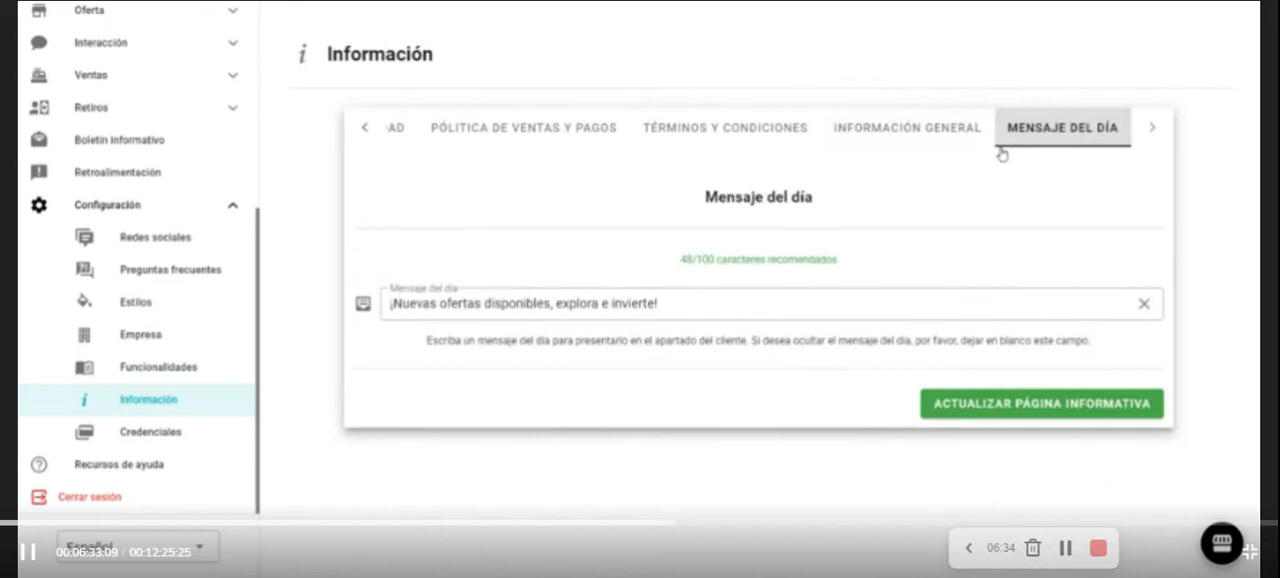 Oferta
Interacción
Ventas
Retiros
Boletín informativo
Retroalimentación
Configuración
Redes sociales
Preguntas frecuentes
Estilos
Empresa
Funcionalidades
Información
Credenciales
Recursos de ayuda
Cerrar sesión
Español
00:06:33:09 / 00:12:25:25
i Información
AD PÓLITICA DE VENTAS Y PAGOS TÉRMINOS Y CONDICIONES INFORMACIÓN GENERAL MENSAJE DEL DÍA
Mensaje del día
48/100 caracteres recomendados
Mensaje del día
¡Nuevas ofertas disponibles, explora e invierte!
Escriba un mensaje del día para presentarlo en el apartado del cliente. Si desea ocultar el mensaje del día, por favor, dejar en blanco este campo.
ACTUALIZAR PÁGINA INFORMATIVA
06:34